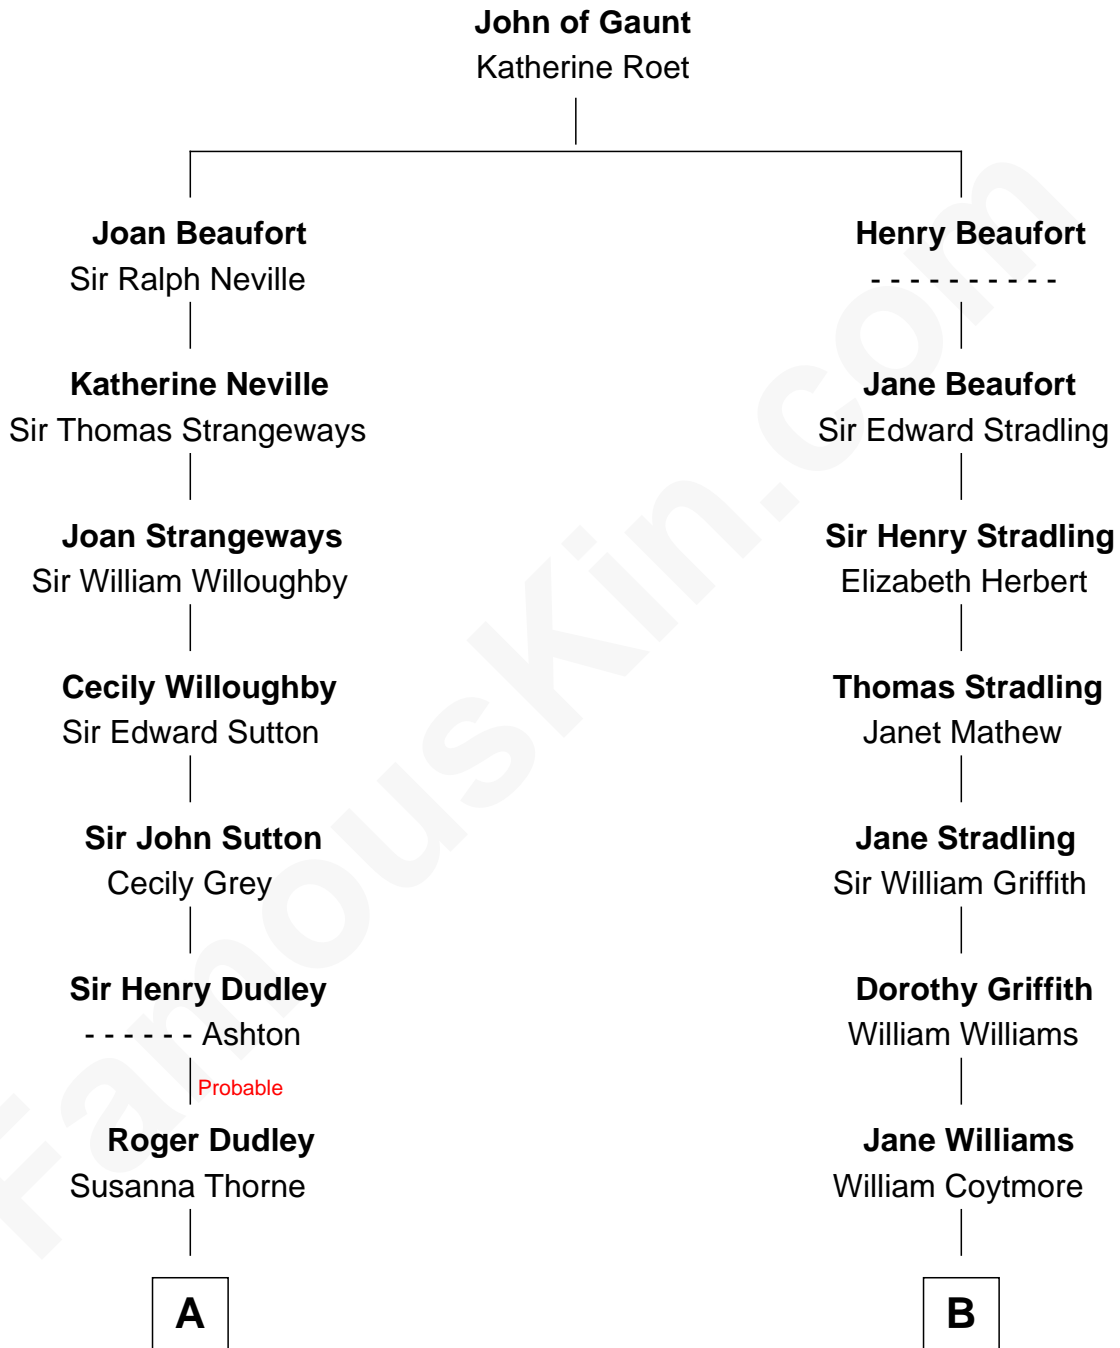 John of Gaunt
Katherine Roet
Joan Beaufort
Sir Ralph Neville
Katherine Neville
Sir Thomas Strangeways
Joan Strangeways
Sir William Willoughby
Cecily Willoughby
Sir Edward Sutton
Sir John Sutton
Cecily Grey
Sir Henry Dudley
- - - - - - Ashton
Probable
Roger Dudley
Susanna Thorne
A
Henry Beaufort
- - - - - - - - - -
Jane Beaufort
Sir Edward Stradling
Sir Henry Stradling
Elizabeth Herbert
Thomas Stradling
Janet Mathew
Jane Stradling
Sir William Griffith
Dorothy Griffith
William Williams
Jane Williams
William Coytmore
B
FamousKin.com